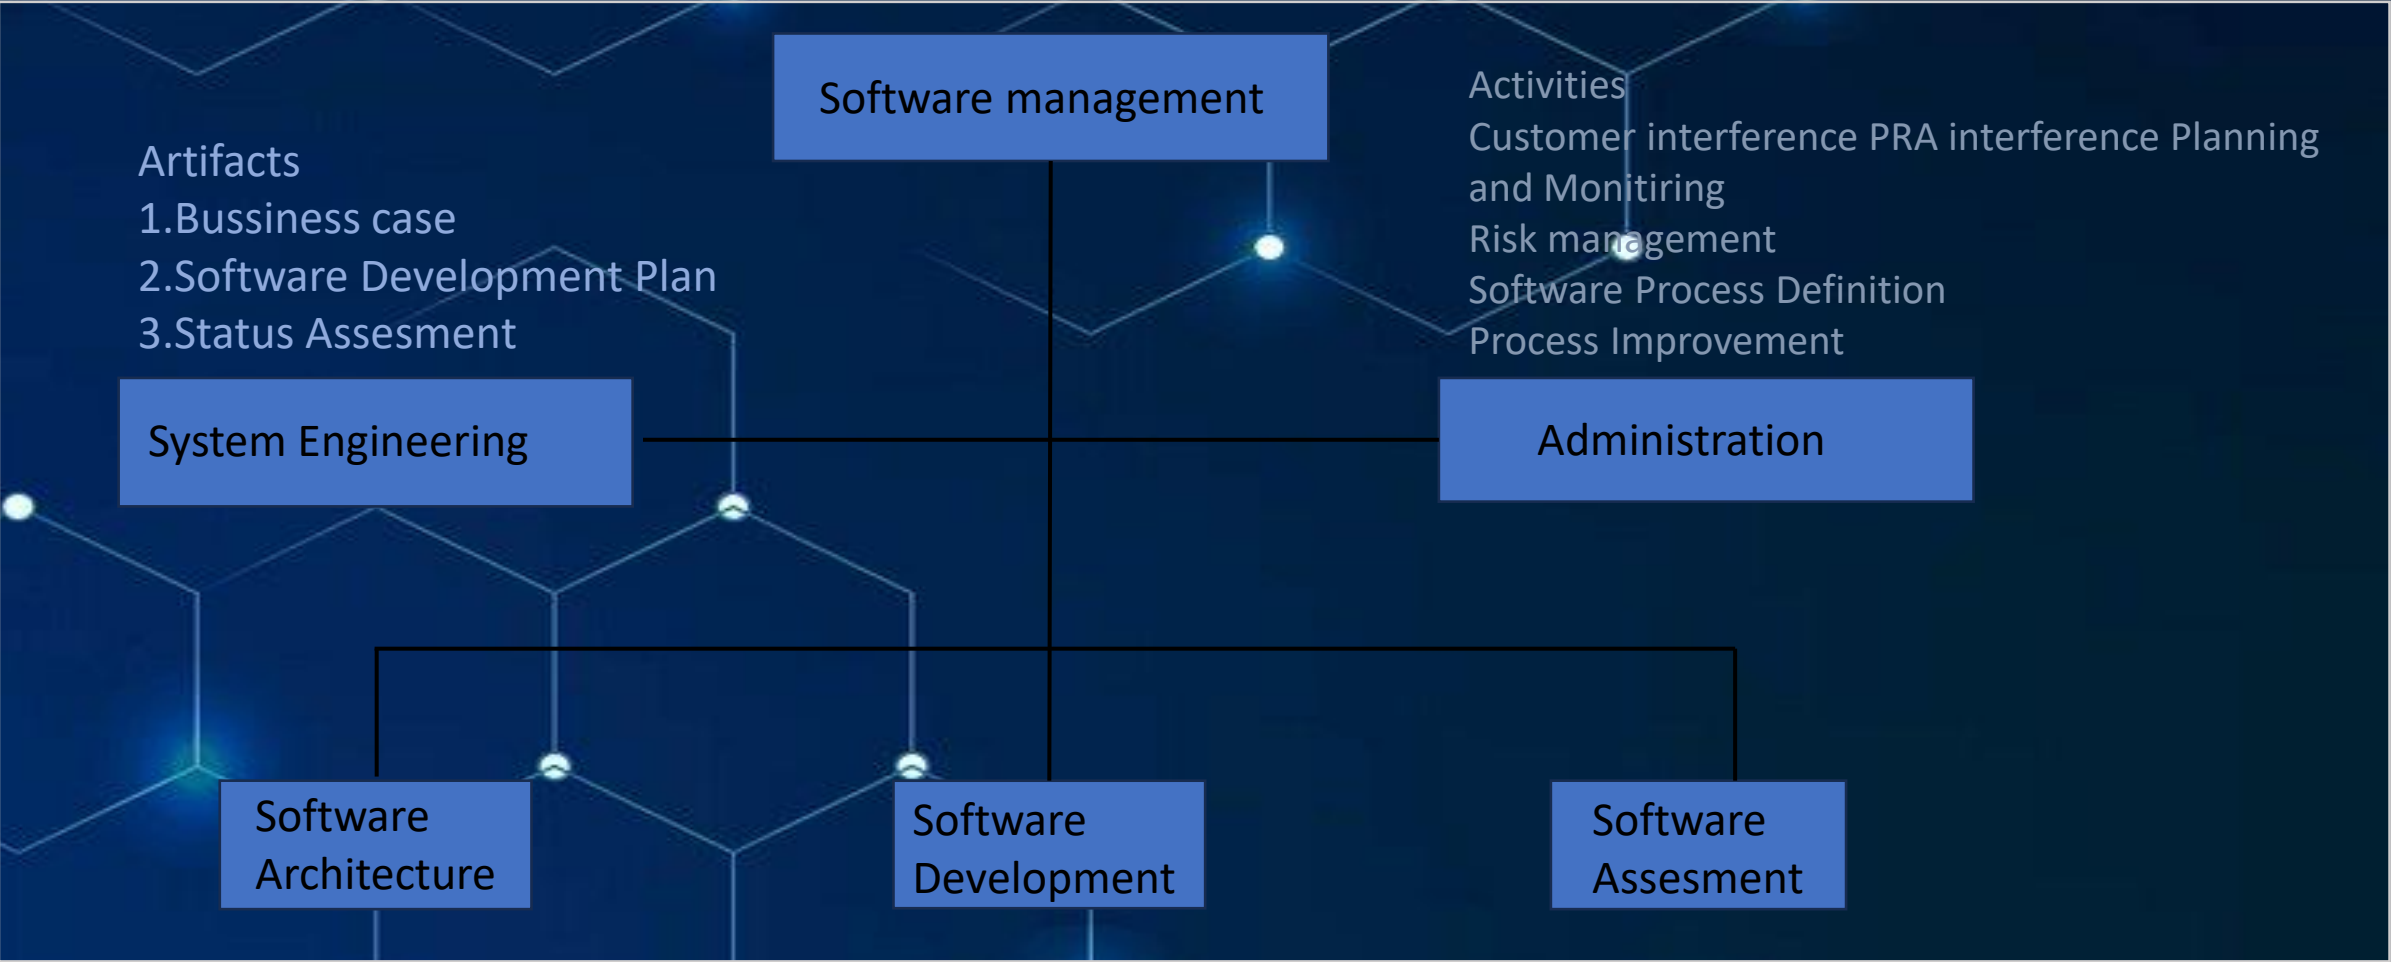 Software management
Artifacts
1.Bussiness case
2.Software Development Plan
3.Status Assesment
Activities
Customer interference PRA interference Planning
and Monitiring
Risk management
Software Process Definition
Process Improvement
System Engineering
Administration
Software
Architecture
Software
Development
Software
Assesment